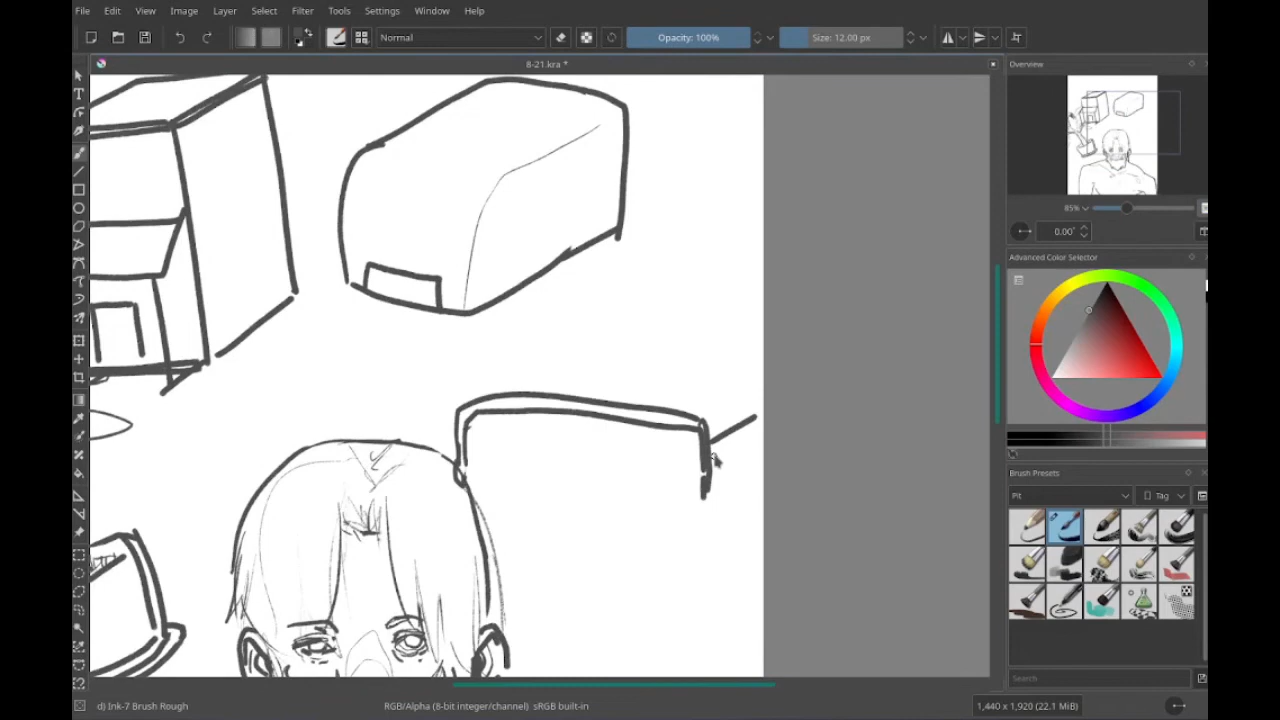 File Edit View Image Layer Select Filter Tools Settings Window Help
Normal Opacity: 100% Size: 12.00 px
8-21.kra *
Overview
85%
0.00°
Advanced Color Selector
Brush Presets
Pit Tag
Search
d) Ink-7 Brush Rough RGB/Alpha (8-bit integer/channel) sRGB built-in 1,440 x 1,920 (22.1 MiB)